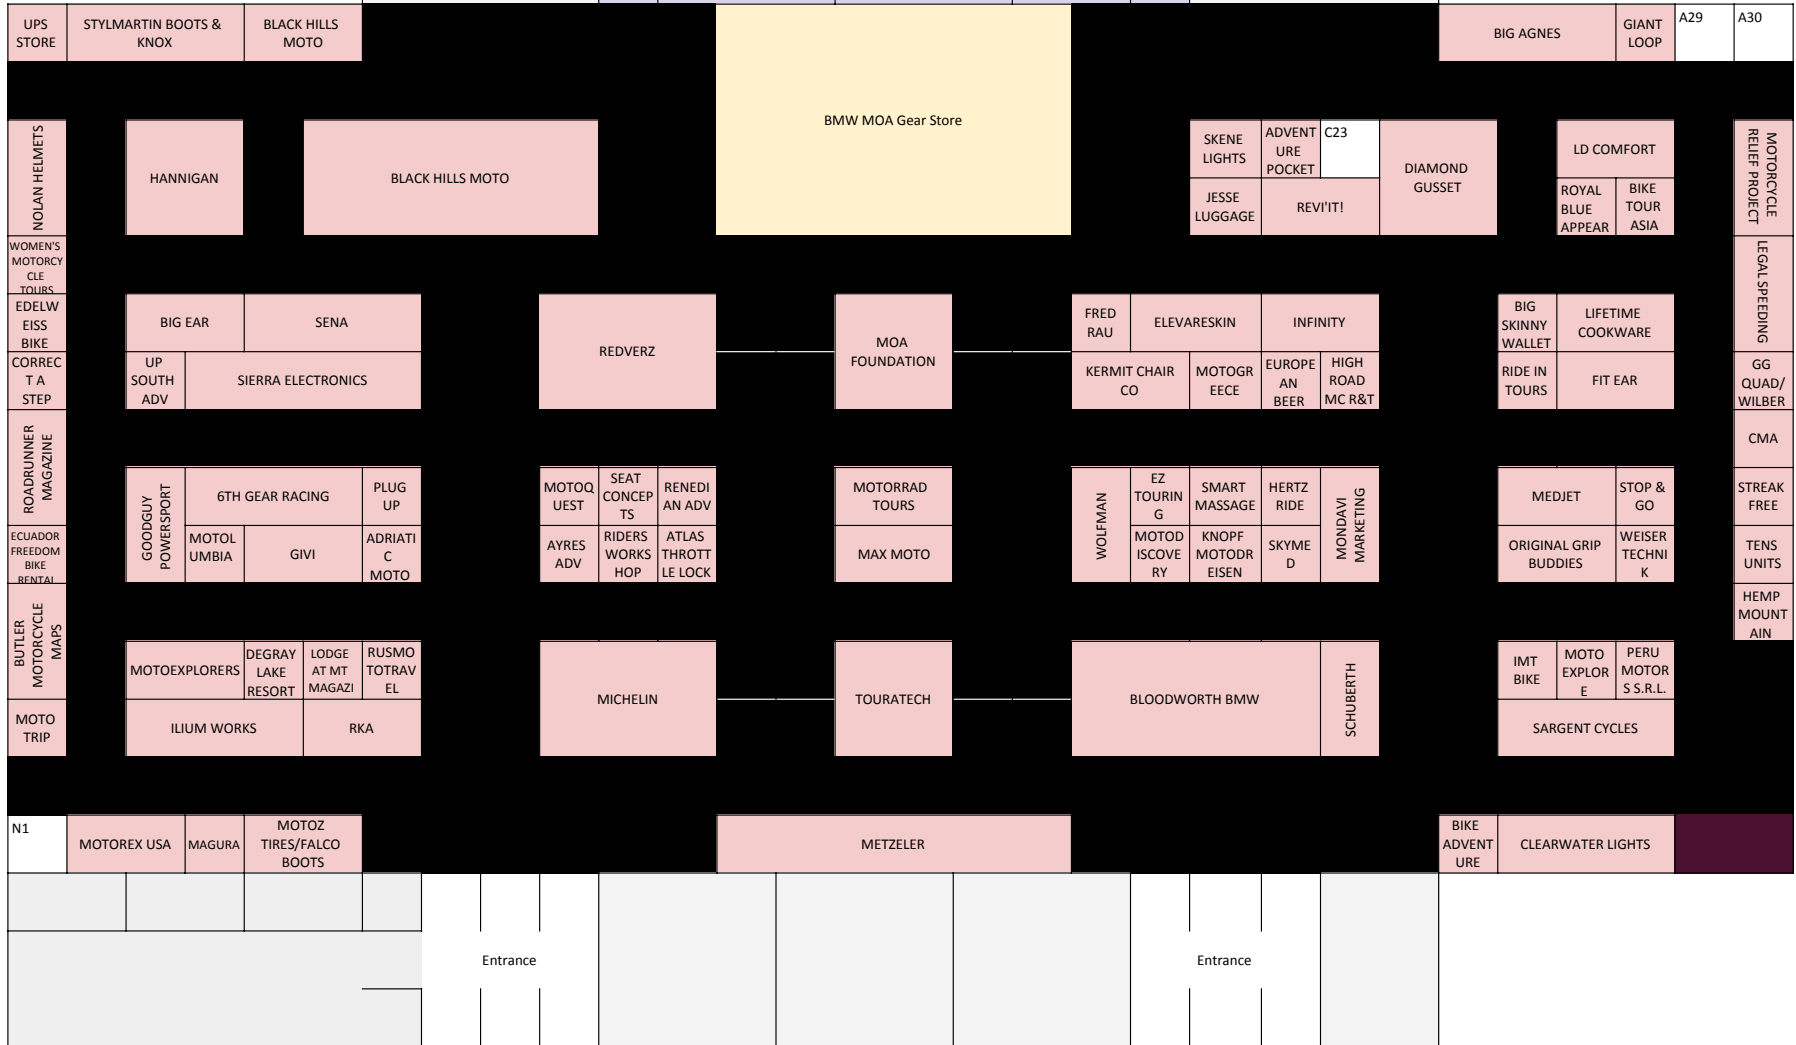 UPS
STORE
STYLMARTIN BOOTS &
KNOX
BLACK HILLS
MOTO
BMW MOA Gear Store
BIG AGNES
GIANT
LOOP
A29
A30
NOLAN HELMETS
HANNIGAN
BLACK HILLS MOTO
SKENE
LIGHTS
ADVENT
URE
POCKET
C23
DIAMOND
GUSSET
LD COMFORT
MOTORCYCLE
RELIEF PROJECT
JESSE
LUGGAGE
REVI'IT!
ROYAL
BLUE
APPEAR
BIKE
TOUR
ASIA
WOMEN'S
MOTORCY
CLE
TOURS
LEGAL SPEEDING
EDELW
EISS
BIKE
BIG EAR
SENA
REDVERZ
MOA
FOUNDATION
FRED
RAU
ELEVARESKIN
INFINITY
BIG
SKINNY
WALLET
LIFETIME
COOKWARE
CORREC
T A
STEP
UP
SOUTH
ADV
SIERRA ELECTRONICS
KERMIT CHAIR
CO
MOTOGR
EECE
EUROPE
AN
BEER
HIGH
ROAD
MC R&T
RIDE IN
TOURS
FIT EAR
GG
QUAD/
WILBER
ROADRUNNER
MAGAZINE
CMA
GOODGUY
POWERSPORT
6TH GEAR RACING
PLUG
UP
MOTOQ
UEST
SEAT
CONCEP
TS
RENEDI
AN ADV
MOTORRAD
TOURS
WOLFMAN
EZ
TOURIN
G
SMART
MASSAGE
HERTZ
RIDE
MONDAVI
MARKETING
MEDJET
STOP &
GO
STREAK
FREE
ECUADOR
FREEDOM
BIKE
RENTAL
MOTOL
UMBIA
GIVI
ADRIATI
C
MOTO
AYRES
ADV
RIDERS
WORKS
HOP
ATLAS
THROTT
LE LOCK
MAX MOTO
MOTOD
ISCOVE
RY
KNOPF
MOTODR
EISEN
SKYME
D
ORIGINAL GRIP
BUDDIES
WEISER
TECHNI
K
TENS
UNITS
BUTLER
MOTORCYCLE
MAPS
HEMP
MOUNT
AIN
MOTOEXPLORERS
DEGRAY
LAKE
RESORT
LODGE
AT MT
MAGAZI
RUSMO
TOTRAV
EL
MICHELIN
TOURATECH
BLOODWORTH BMW
SCHUBERTH
IMT
BIKE
MOTO
EXPLOR
E
PERU
MOTOR
S S.R.L.
MOTO
TRIP
ILIUM WORKS
RKA
SARGENT CYCLES
N1
MOTOREX USA
MAGURA
MOTOZ
TIRES/FALCO
BOOTS
METZELER
BIKE
ADVENT
URE
CLEARWATER LIGHTS
Entrance
Entrance